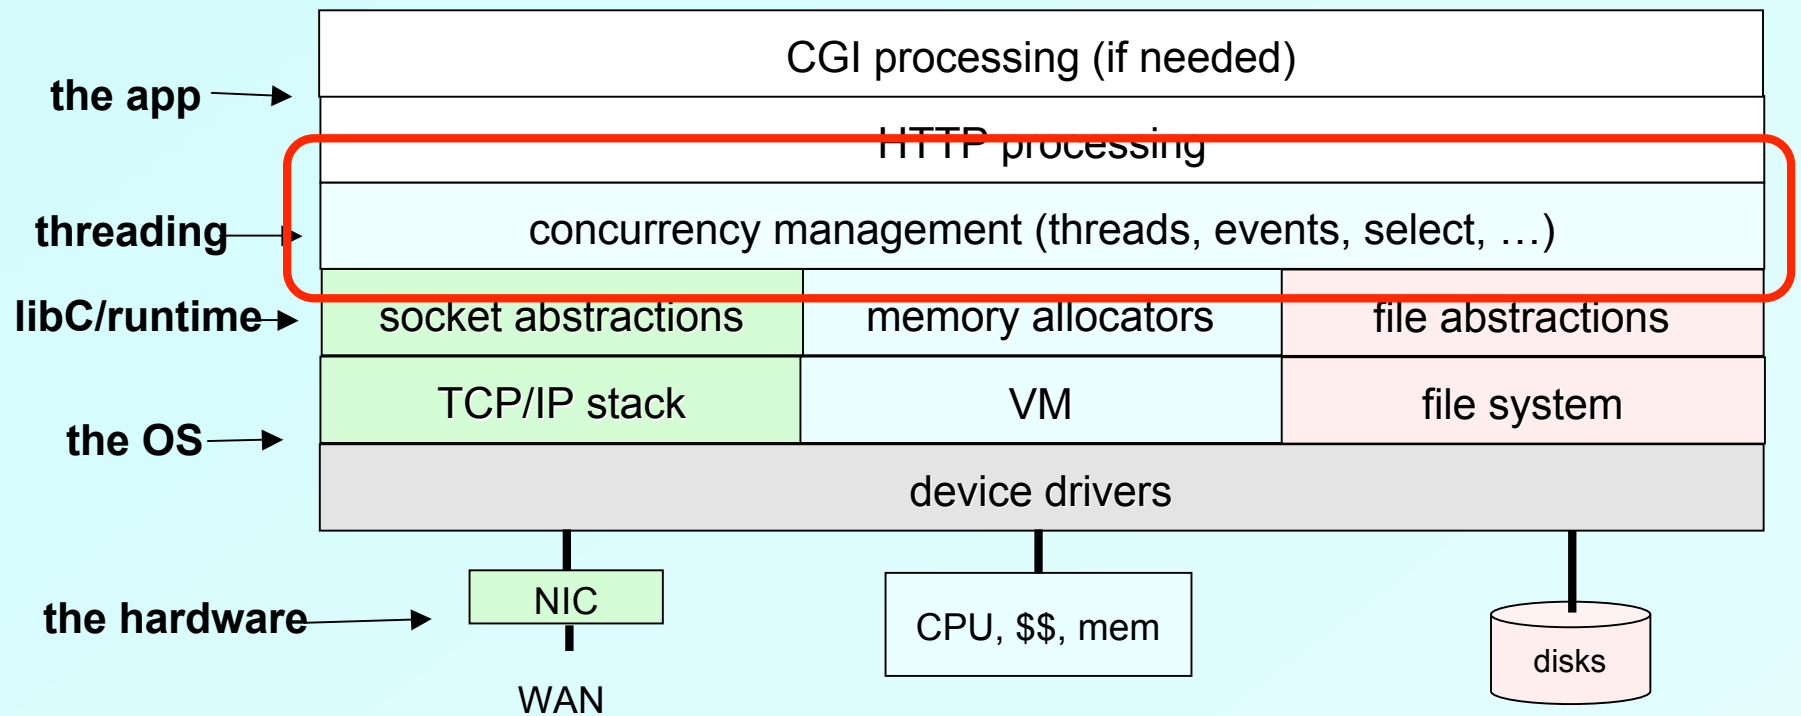 CGI processing (if needed)
the app
HTTP processing
threading
concurrency management (threads, events, select, …)
libC/runtime
socket abstractions
memory allocators
file abstractions
TCP/IP stack
VM
file system
the OS
device drivers
NIC
the hardware
CPU, $$, mem
disks
WAN